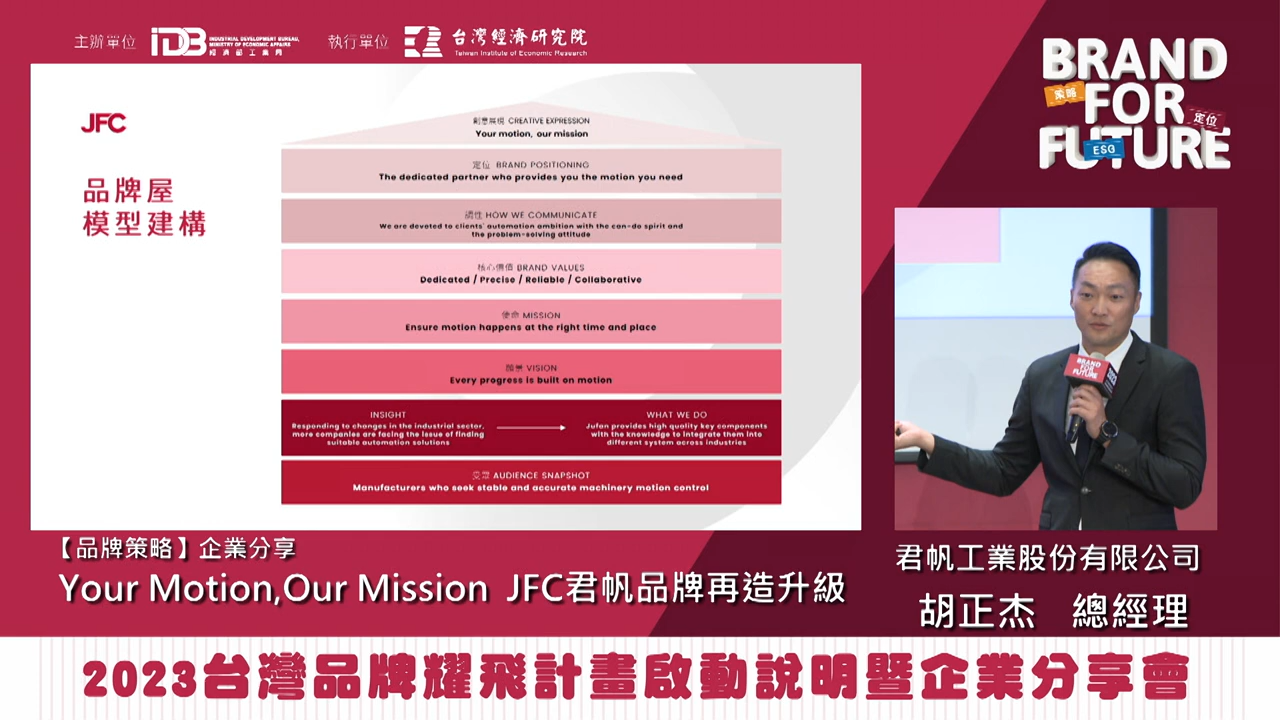 主辦單位
iDB
INDUSTRIAL DEVELOPMENT BUREAU,
MINISTRY OF ECONOMIC AFFAIRS
經濟部工業局
執行單位
台灣經濟研究院
Taiwan Institute of Economic Research
BRAND
策略
FOR
定位
FUTURE
ESG
JFC
品牌屋
模型建構
創意展現 CREATIVE EXPRESSION
Your motion, our mission
定位 BRAND POSITIONING
The dedicated partner who provides you the motion you need
調性 HOW WE COMMUNICATE
We are devoted to clients' automation ambition with the can-do spirit and
the problem-solving attitude
核心價值 BRAND VALUES
Dedicated / Precise / Reliable / Collaborative
使命 MISSION
Ensure motion happens at the right time and place
願景 VISION
Every progress is built on motion
INSIGHT
Responding to changes in the industrial sector,
more companies are facing the issue of finding
suitable automation solutions
WHAT WE DO
Jufan provides high quality key components
with the knowledge to integrate them into
different system across industries
受眾 AUDIENCE SNAPSHOT
Manufacturers who seek stable and accurate machinery motion control
BRAND
FOR
FUTURE
【品牌策略】企業分享
Your Motion,Our Mission JFC君帆品牌再造升級
君帆工業股份有限公司
胡正杰 總經理
2023台灣品牌耀飛計畫啟動說明暨企業分享會